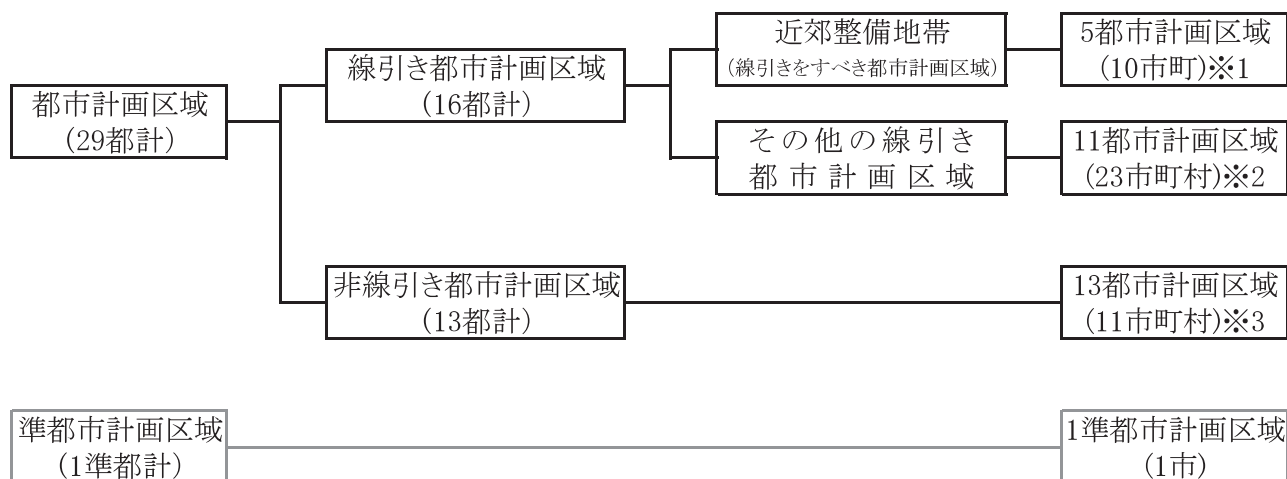 都市計画区域
(29都計)
線引き都市計画区域
(16都計)
近郊整備地帯
(線引きをすべき都市計画区域)
5都市計画区域
(10市町)※1
その他の線引き
都市計画区域
11都市計画区域
(23市町村)※2
非線引き都市計画区域
(13都計)
13都市計画区域
(11市町村)※3
準都市計画区域
(1準都計)
1準都市計画区域
(1市)